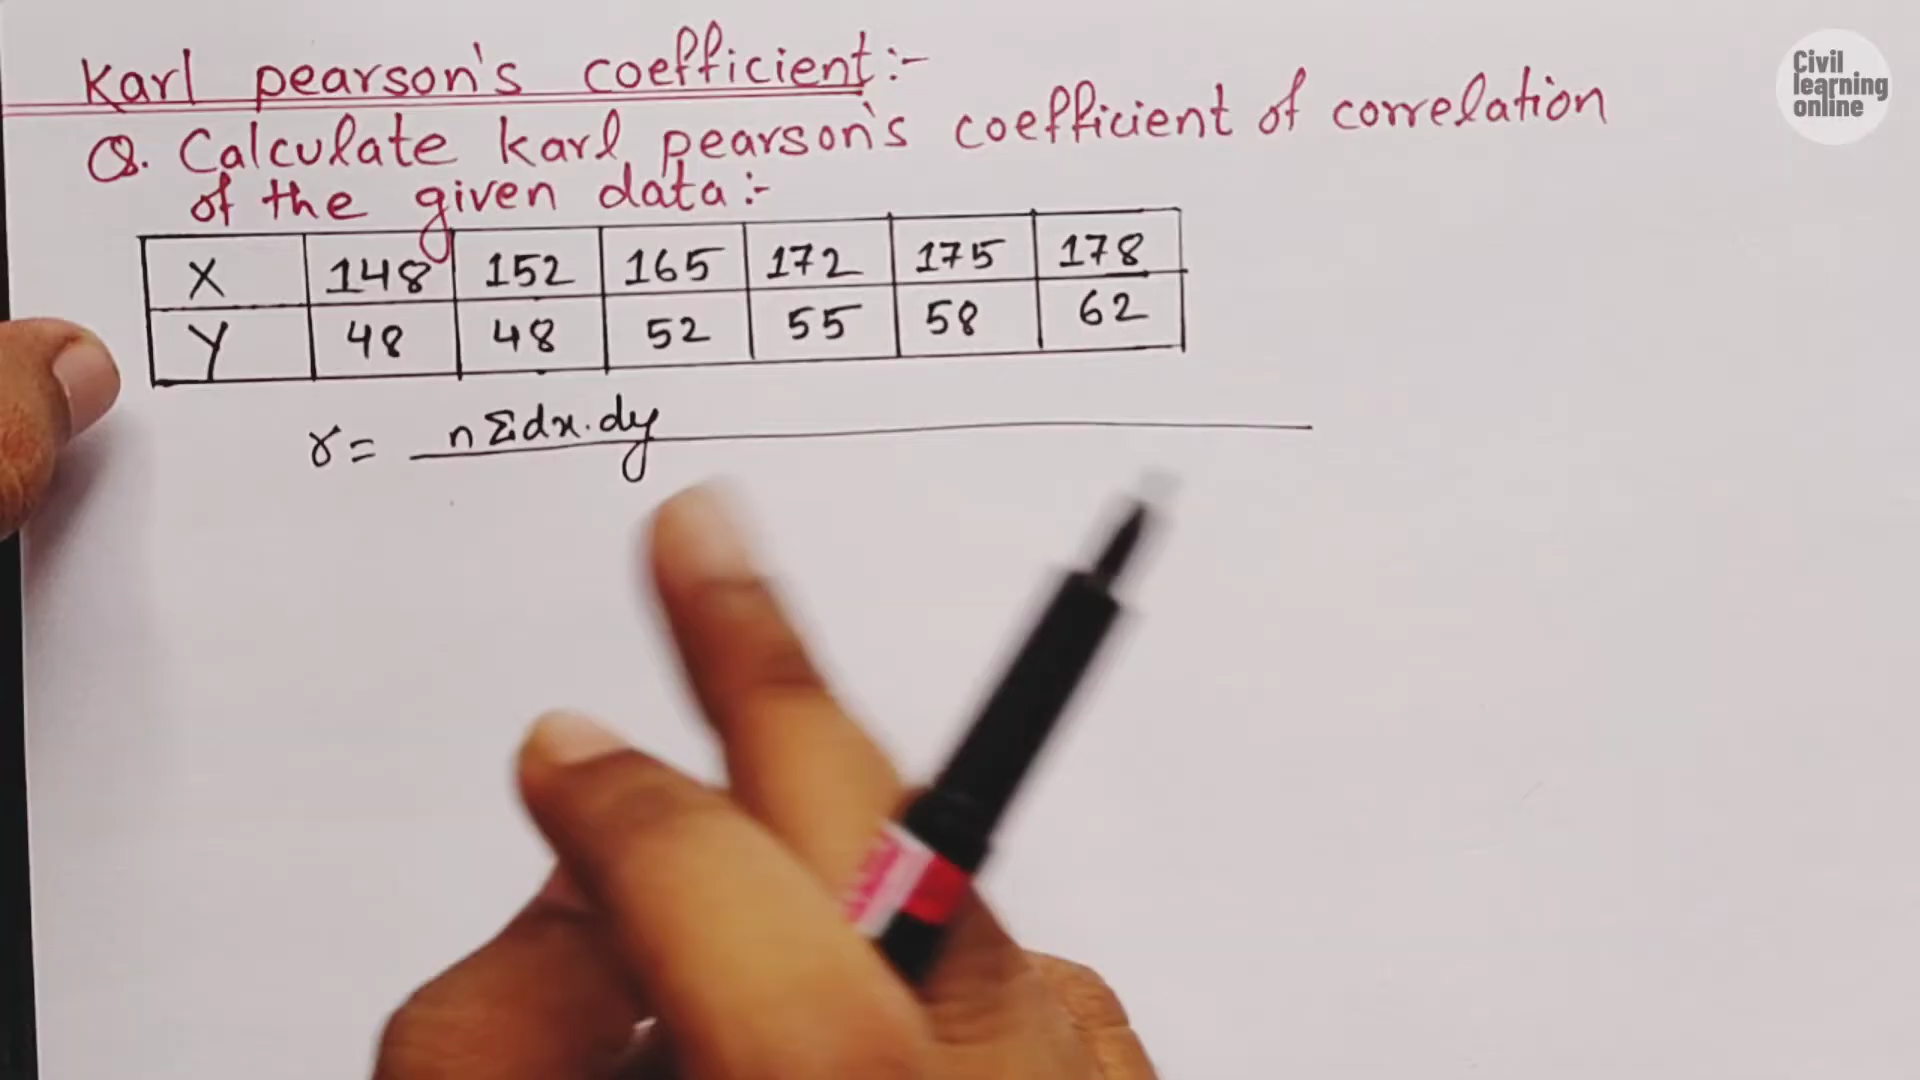 Karl pearson's coefficient:-
Q. Calculate karl pearson's coefficient of correlation
of the given data:-
X 148 152 165 172 175 178
Y 48 48 52 55 58 62
r = n Σdx.dy
Civil
learning
online